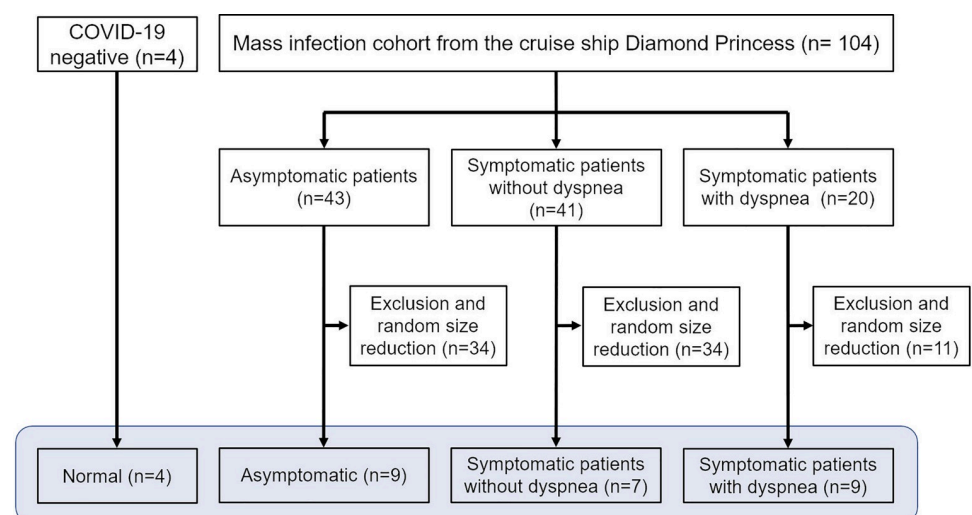 COVID-19
negative (n=4)
Mass infection cohort from the cruise ship Diamond Princess (n= 104)
Asymptomatic patients
(n=43)
Symptomatic patients
without dyspnea
(n=41)
Symptomatic patients
with dyspnea (n=20)
Exclusion and
random size
reduction (n=34)
Exclusion and
random size
reduction (n=34)
Exclusion and
random size
reduction (n=11)
Normal (n=4)
Asymptomatic (n=9)
Symptomatic patients
without dyspnea (n=7)
Symptomatic patients
with dyspnea (n=9)